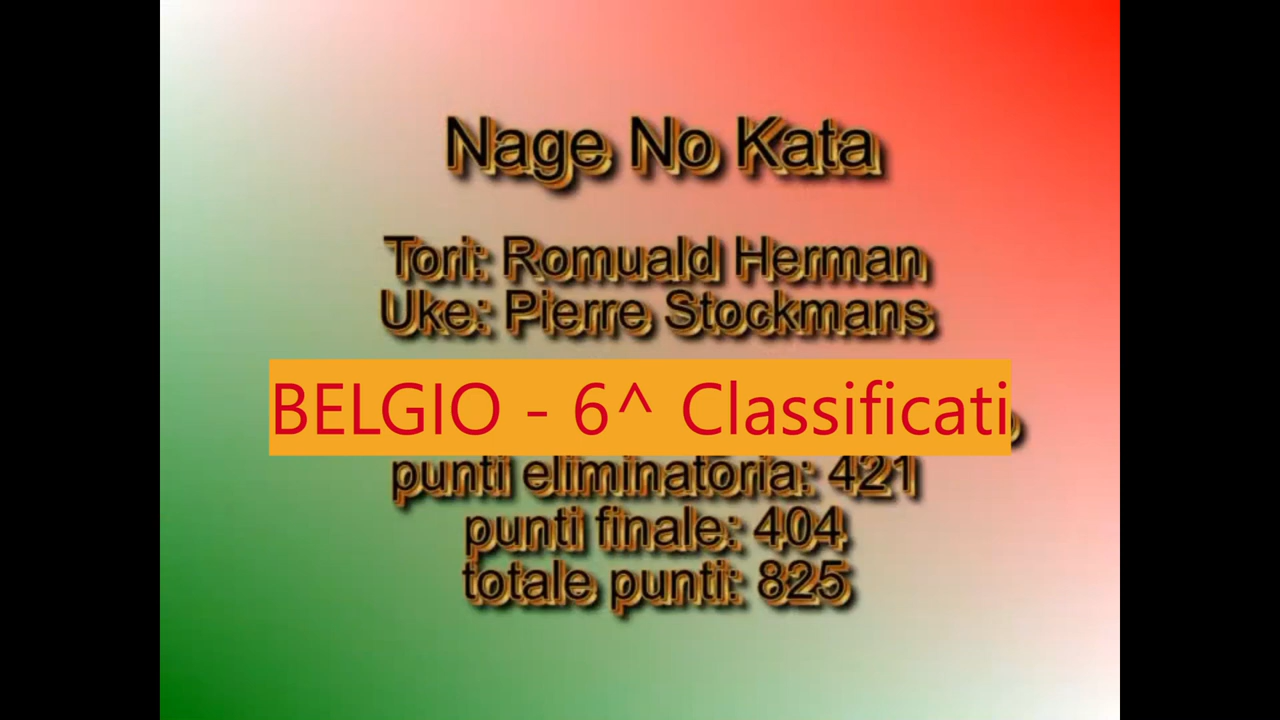 Nage No Kata
Tori: Romuald Herman
Uke: Pierre Stockmans
BELGIO - 6^ Classificati
punti eliminatoria: 421
punti finale: 404
totale punti: 825